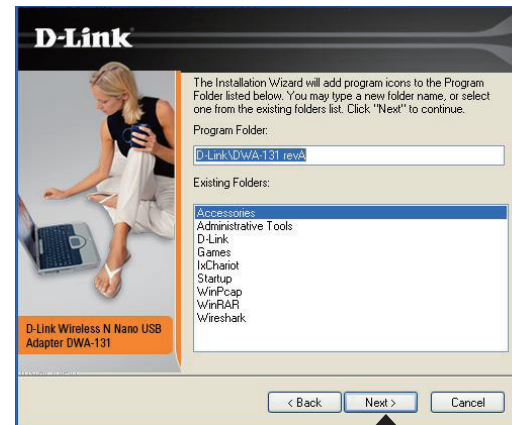 D-Link
The Installation Wizard will add program icons to the Program
Folder listed below. You may type a new folder name, or select
one from the existing folders list. Click "Next" to continue.
Program Folder:
D-Link\DWA-131 revA
Existing Folders:
Accessories
Administrative Tools
D-Link
Games
IxChariot
Startup
WinPcap
WinRAR
Wireshark
D-Link Wireless N Nano USB
Adapter DWA-131
< Back
Next >
Cancel